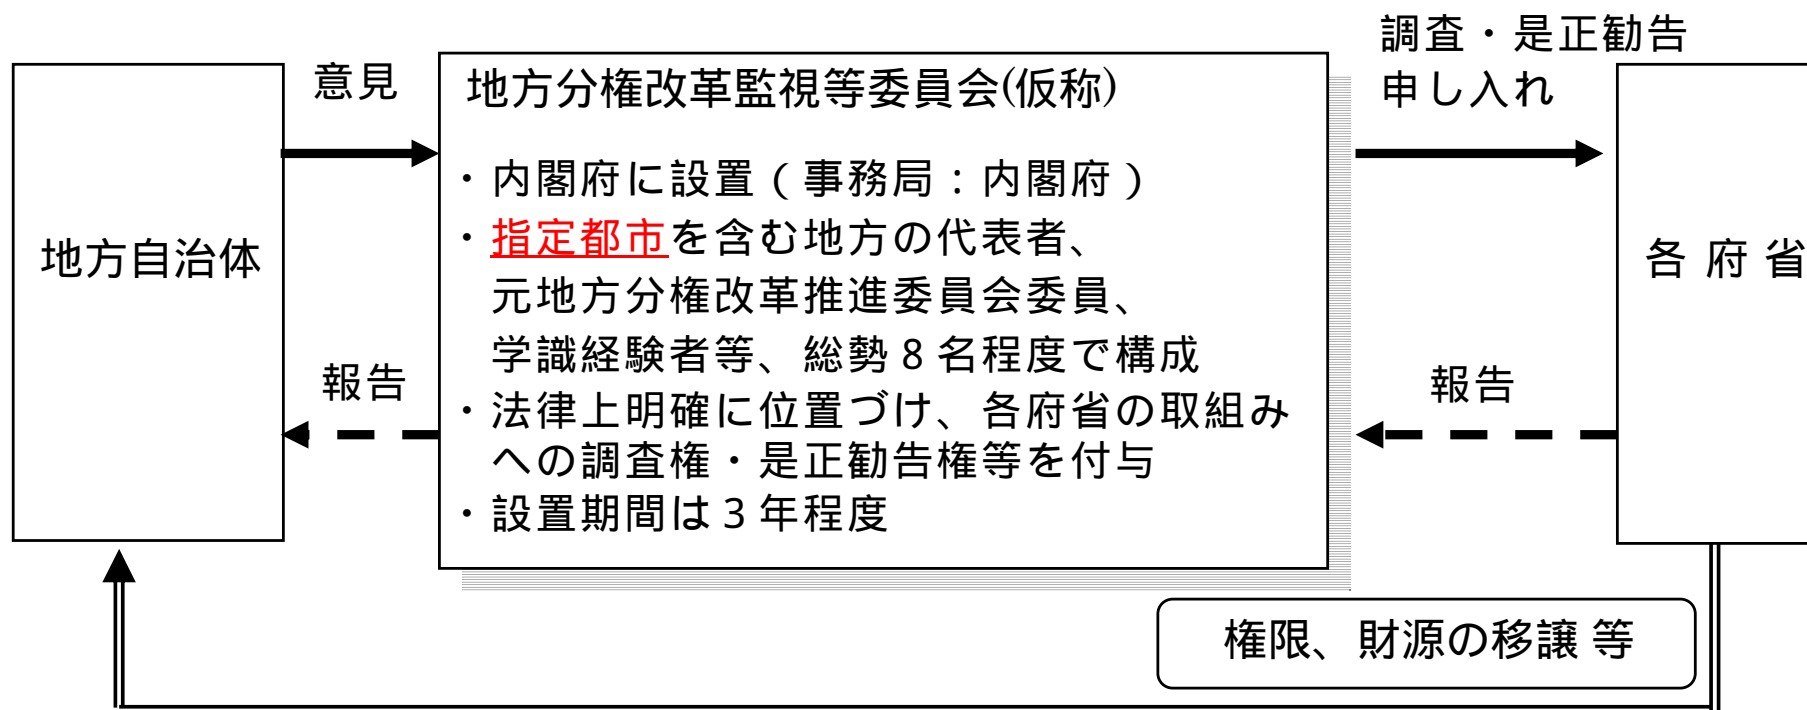 調査・是正勧告
申し入れ
意見
地方分権改革監視等委員会(仮称)
・内閣府に設置（事務局：内閣府）
・指定都市を含む地方の代表者、
元地方分権改革推進委員会委員、
学識経験者等、総勢８名程度で構成
・法律上明確に位置づけ、各府省の取組み
への調査権・是正勧告権等を付与
・設置期間は３年程度
地方自治体
各府省
報告
報告
権限、財源の移譲 等